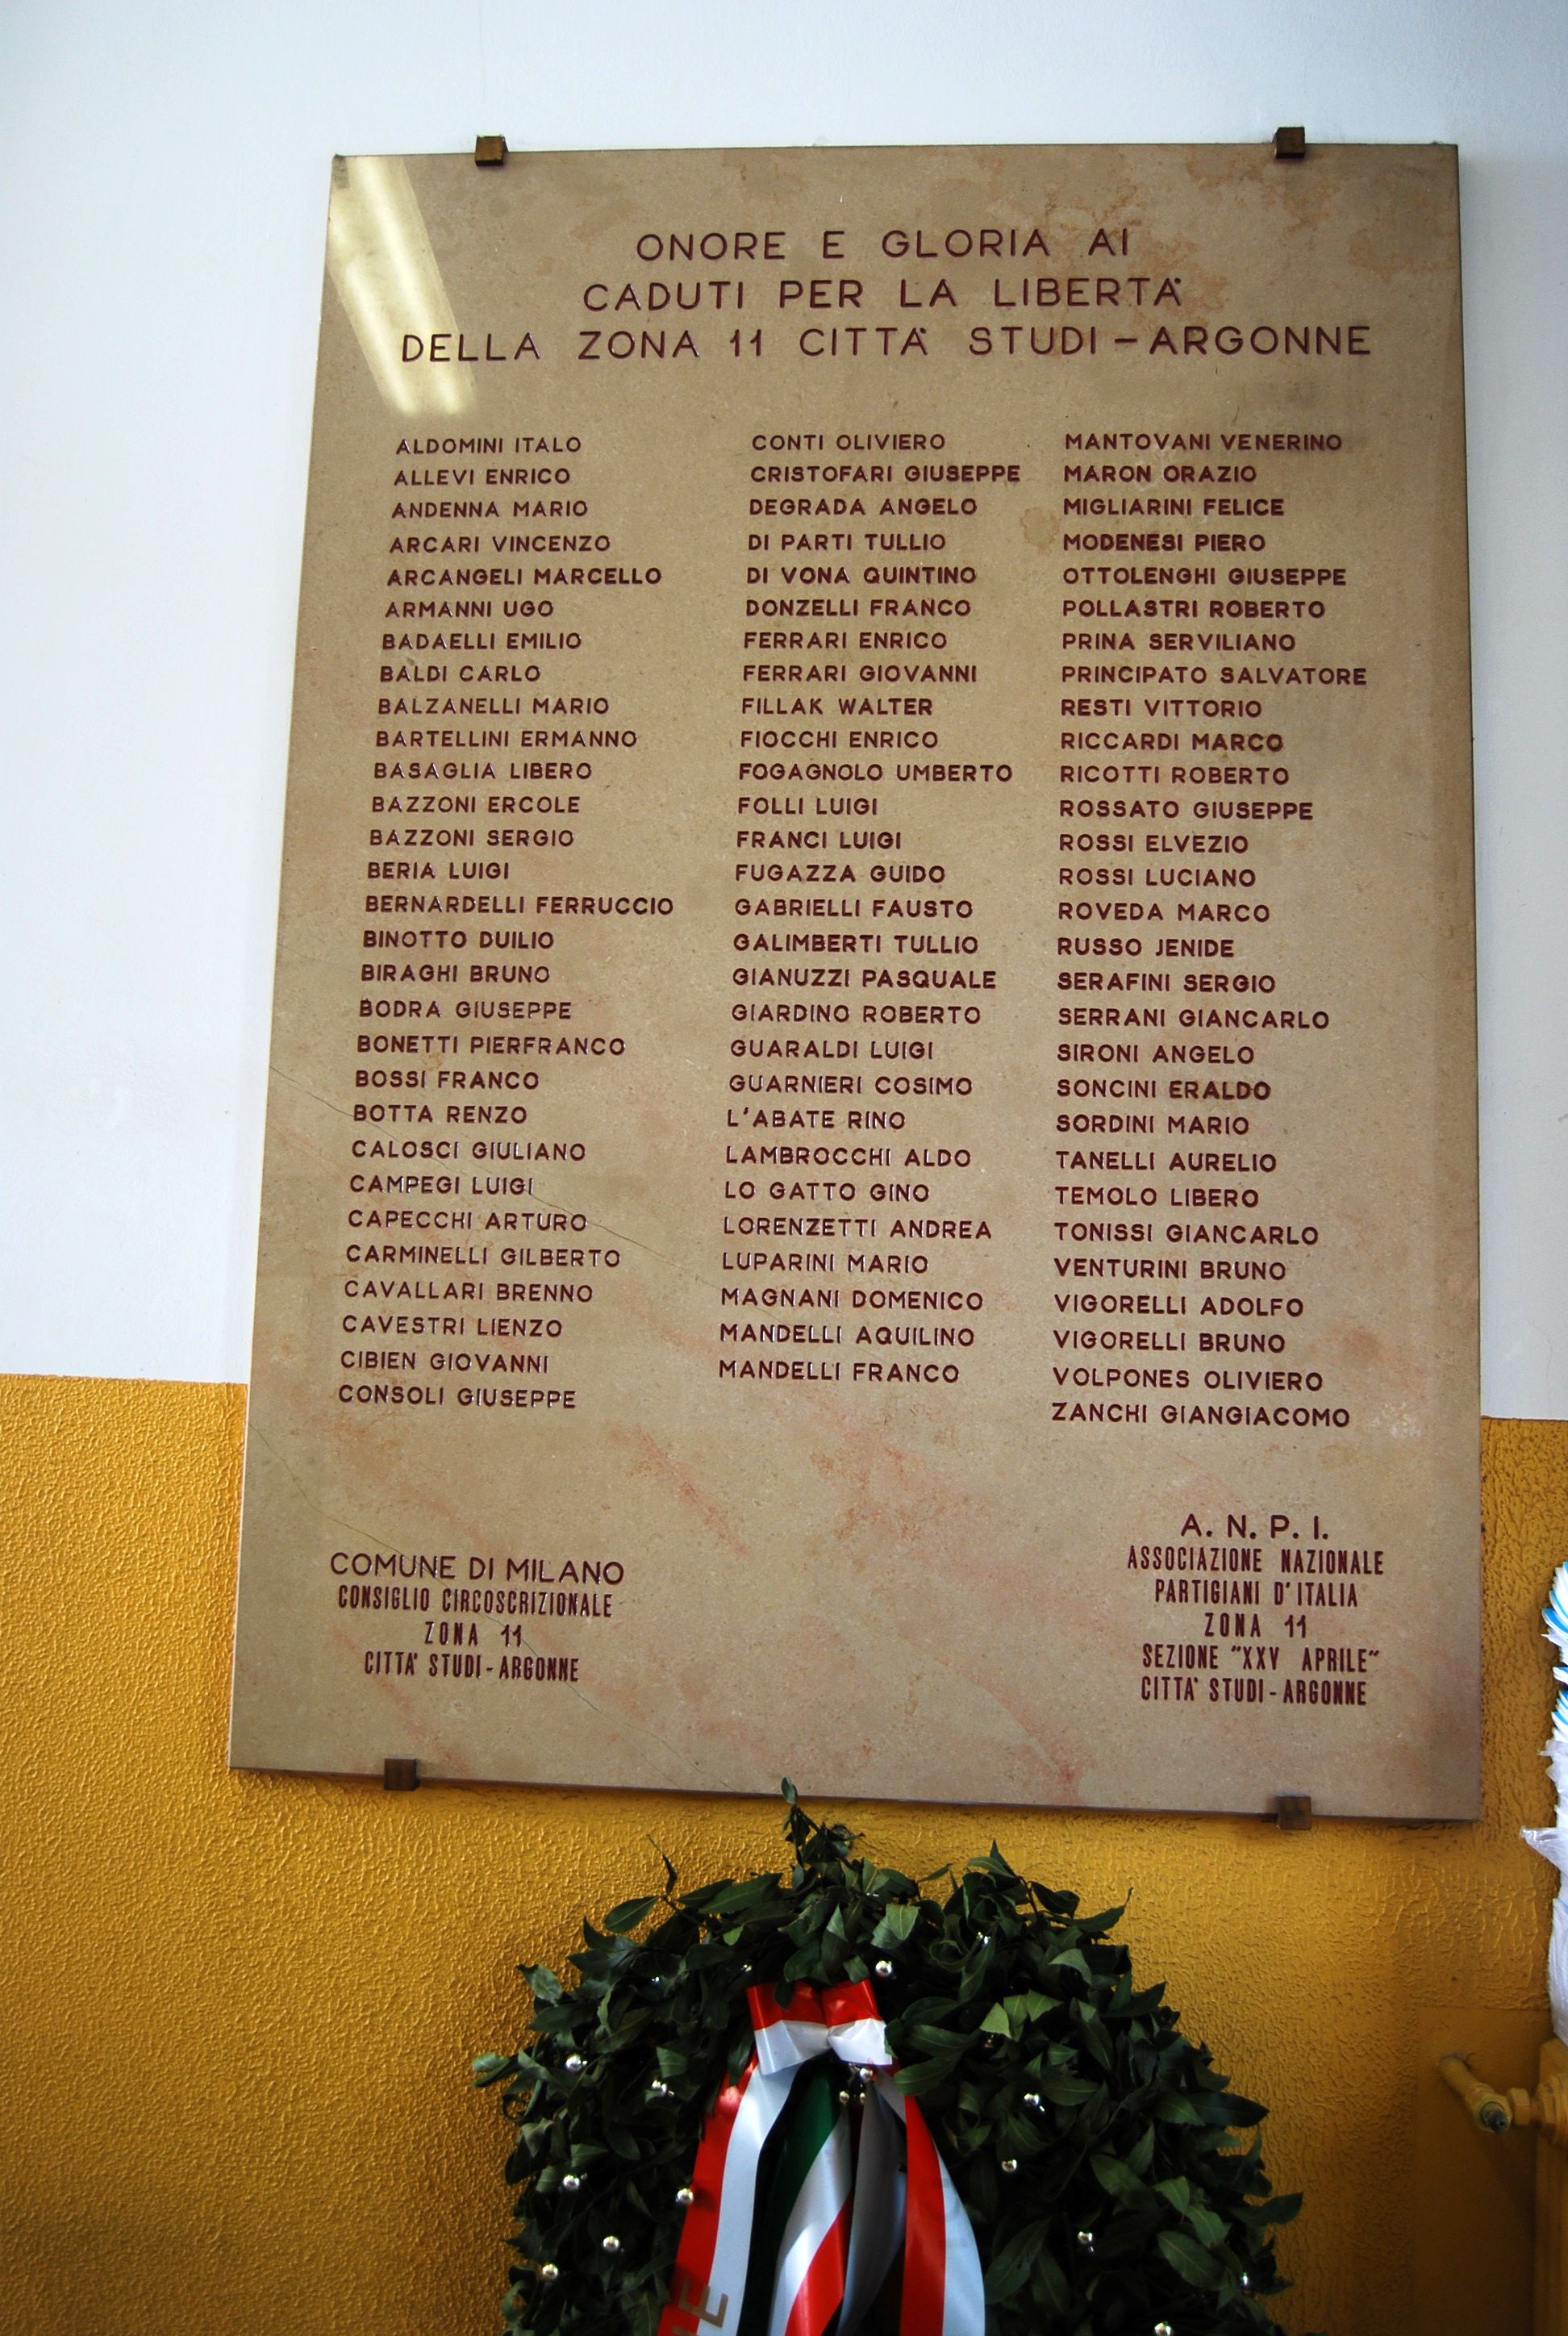 ONORE E GLORIA AI
CADUTI PER LA LIBERTÀ
DELLA ZONA 11 CITTÀ STUDI - ARGONNE
ALDOMINI ITALO
ALLEVI ENRICO
ANDENNA MARIO
ARCARI VINCENZO
ARCANGELI MARCELLO
ARMANNI UGO
BADAELLI EMILIO
BALDI CARLO
BALZANELLI MARIO
BARTELLINI ERMANNO
BASAGLIA LIBERO
BAZZONI ERCOLE
BAZZONI SERGIO
BERIA LUIGI
BERNARDELLI FERRUCCIO
BINOTTO DUILIO
BIRAGHI BRUNO
BODRA GIUSEPPE
BONETTI PIERFRANCO
BOSSI FRANCO
BOTTA RENZO
CALOSCI GIULIANO
CAMPEGI LUIGI
CAPECCHI ARTURO
CARMINELLI GILBERTO
CAVALLARI BRENNO
CAVESTRI LIENZO
CIBIEN GIOVANNI
CONSOLI GIUSEPPE
CONTI OLIVIERO
CRISTOFARI GIUSEPPE
DEGRADA ANGELO
DI PARTI TULLIO
DI VONA QUINTINO
DONZELLI FRANCO
FERRARI ENRICO
FERRARI GIOVANNI
FILLAK WALTER
FIOCCHI ENRICO
FOGAGNOLO UMBERTO
FOLLI LUIGI
FRANCI LUIGI
FUGAZZA GUIDO
GABRIELLI FAUSTO
GALIMBERTI TULLIO
GIANUZZI PASQUALE
GIARDINO ROBERTO
GUARALDI LUIGI
GUARNIERI COSIMO
L'ABATE RINO
LAMBROCCHI ALDO
LO GATTO GINO
LORENZETTI ANDREA
LUPARINI MARIO
MAGNANI DOMENICO
MANDELLI AQUILINO
MANDELLI FRANCO
MANTOVANI VENERINO
MARON ORAZIO
MIGLIARINI FELICE
MODENESI PIERO
OTTOLENGHI GIUSEPPE
POLLASTRI ROBERTO
PRINA SERVILIANO
PRINCIPATO SALVATORE
RESTI VITTORIO
RICCARDI MARCO
RICOTTI ROBERTO
ROSSATO GIUSEPPE
ROSSI ELVEZIO
ROSSI LUCIANO
ROVEDA MARCO
RUSSO JENIDE
SERAFINI SERGIO
SERRANI GIANCARLO
SIRONI ANGELO
SONCINI ERALDO
SORDINI MARIO
TANELLI AURELIO
TEMOLO LIBERO
TONISSI GIANCARLO
VENTURINI BRUNO
VIGORELLI ADOLFO
VIGORELLI BRUNO
VOLPONES OLIVIERO
ZANCHI GIANGIACOMO
COMUNE DI MILANO
CONSIGLIO CIRCOSCRIZIONALE
ZONA 11
CITTA' STUDI - ARGONNE
A. N. P. I.
ASSOCIAZIONE NAZIONALE
PARTIGIANI D'ITALIA
ZONA 11
SEZIONE "XXV APRILE"
CITTA' STUDI - ARGONNE